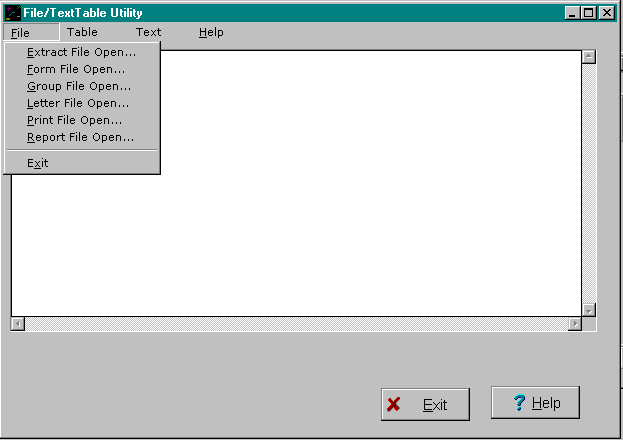 File/TextTable Utility
File Table Text Help
Extract File Open...
Form File Open...
Group File Open...
Letter File Open...
Print File Open...
Report File Open...
Exit
Exit
? Help